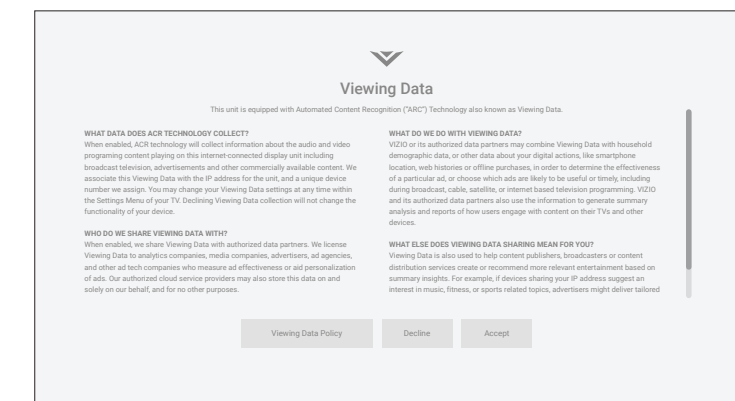 Viewing Data
This unit is equipped with Automated Content Recognition ("ARC") Technology also known as Viewing Data.
WHAT DATA DOES ACR TECHNOLOGY COLLECT?
When enabled, ACR technology will collect information about the audio and video
programing content playing on this internet-connected display unit including
broadcast television, advertisements and other commercially available content. We
associate this Viewing Data with the IP address for the unit, and a unique device
number we assign. You may change your Viewing Data settings at any time within
the Settings Menu of your TV. Declining Viewing Data collection will not change the
functionality of your device.
WHO DO WE SHARE VIEWING DATA WITH?
When enabled, we share Viewing Data with authorized data partners. We license
Viewing Data to analytics companies, media companies, advertisers, ad agencies,
and other ad tech companies who measure ad effectiveness or aid personalization
of ads. Our authorized cloud service providers may also store this data on and
solely on our behalf, and for no other purposes.
WHAT DO WE DO WITH VIEWING DATA?
VIZIO or its authorized data partners may combine Viewing Data with household
demographic data, or other data about your digital actions, like smartphone
location, web histories or offline purchases, in order to determine the effectiveness
of a particular ad, or choose which ads are likely to be useful or timely, including
during broadcast, cable, satellite, or internet based television programming. VIZIO
and its authorized data partners also use the information to generate summary
analysis and reports of how users engage with content on their TVs and other
devices.
WHAT ELSE DOES VIEWING DATA SHARING MEAN FOR YOU?
Viewing Data is also used to help content publishers, broadcasters or content
distribution services create or recommend more relevant entertainment based on
summary insights. For example, if devices sharing your IP address suggest an
interest in music, fitness, or sports related topics, advertisers might deliver tailored
Viewing Data Policy
Decline
Accept